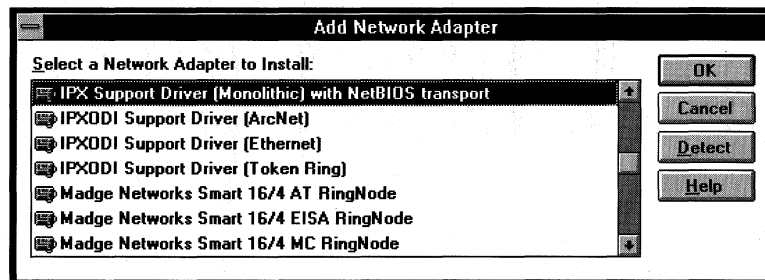 Add Network Adapter
Select a Network Adapter to Install:
IPX Support Driver (Monolithic) with NetBIOS transport
IPXODI Support Driver (ArcNet)
IPXODI Support Driver (Ethernet)
IPXODI Support Driver (Token Ring)
Madge Networks Smart 16/4 AT RingNode
Madge Networks Smart 16/4 EISA RingNode
Madge Networks Smart 16/4 MC RingNode
OK
Cancel
Detect
Help